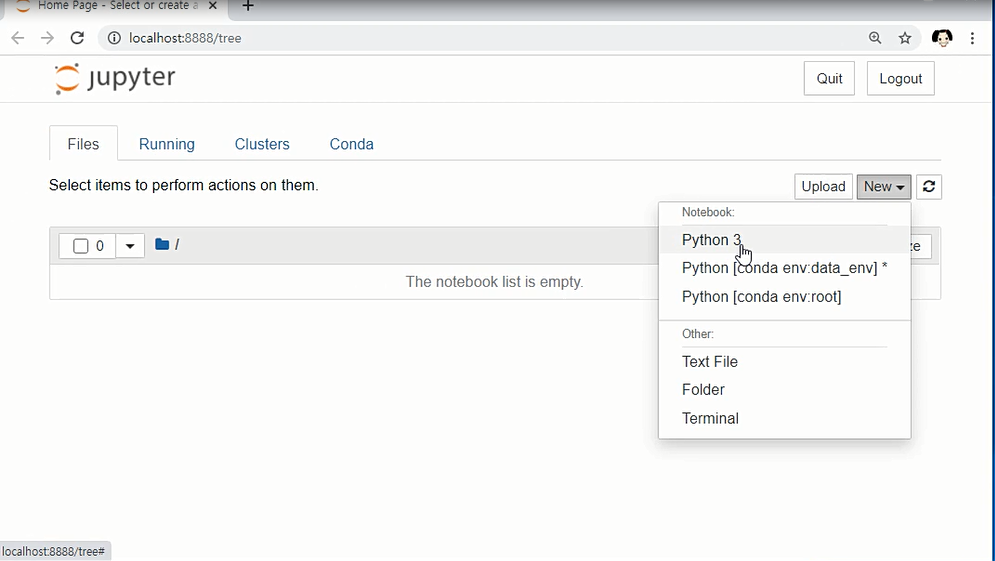 Home Page - Select or create a
localhost:8888/tree
jupyter
Quit
Logout
Files
Running
Clusters
Conda
Select items to perform actions on them.
Upload
New
Notebook:
0
/
Python 3
ze
The notebook list is empty.
Python [conda env:data_env] *
Python [conda env:root]
Other:
Text File
Folder
Terminal
localhost:8888/tree#